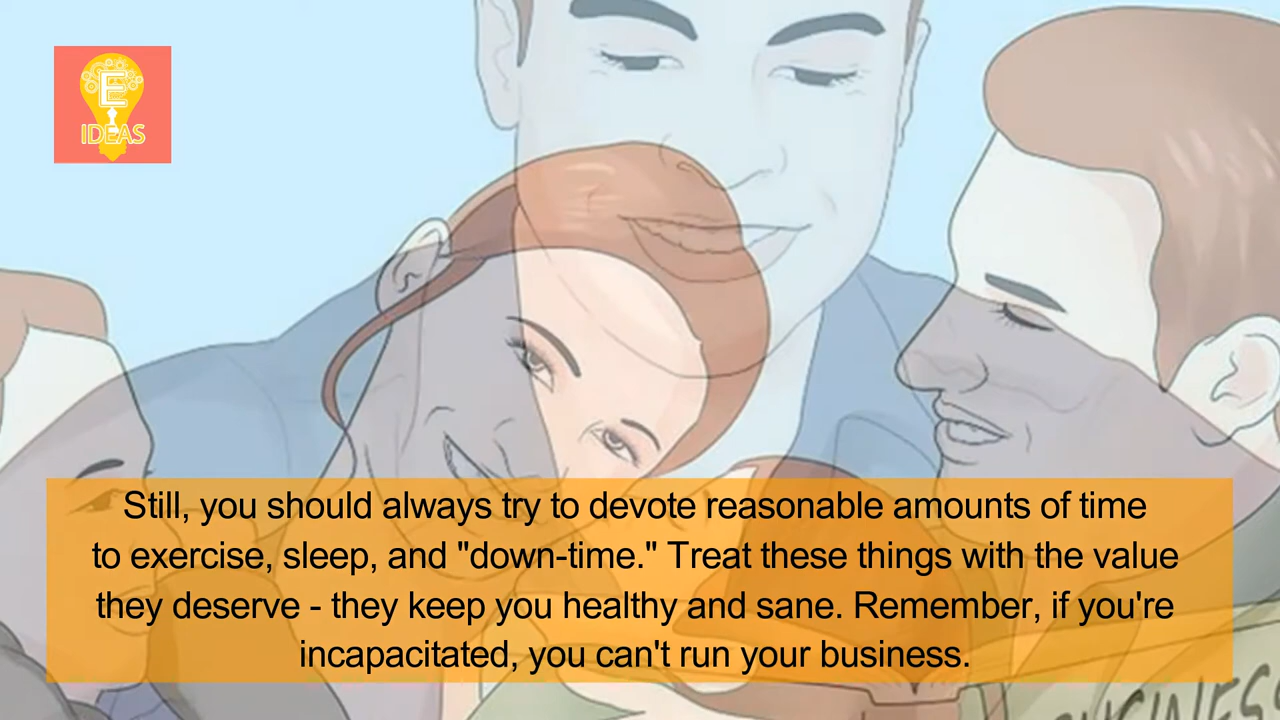 E
IDEAS
Still, you should always try to devote reasonable amounts of time
to exercise, sleep, and "down-time." Treat these things with the value
they deserve - they keep you healthy and sane. Remember, if you're
incapacitated, you can't run your business.